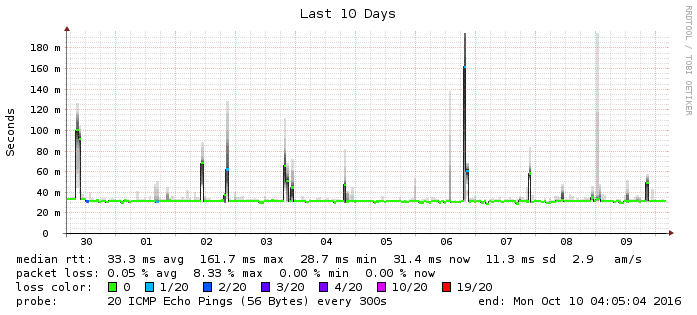 Last 10 Days
RRDTOOL / TOBI OETIKER
Seconds
180 m
160 m
140 m
120 m
100 m
80 m
60 m
40 m
20 m
0
30 01 02 03 04 05 06 07 08 09
median rtt: 33.3 ms avg 161.7 ms max 28.7 ms min 31.4 ms now 11.3 ms sd 2.9 am/s
packet loss: 0.05 % avg 8.33 % max 0.00 % min 0.00 % now
loss color: 0 1/20 2/20 3/20 4/20 10/20 19/20
probe: 20 ICMP Echo Pings (56 Bytes) every 300s end: Mon Oct 10 04:05:04 2016